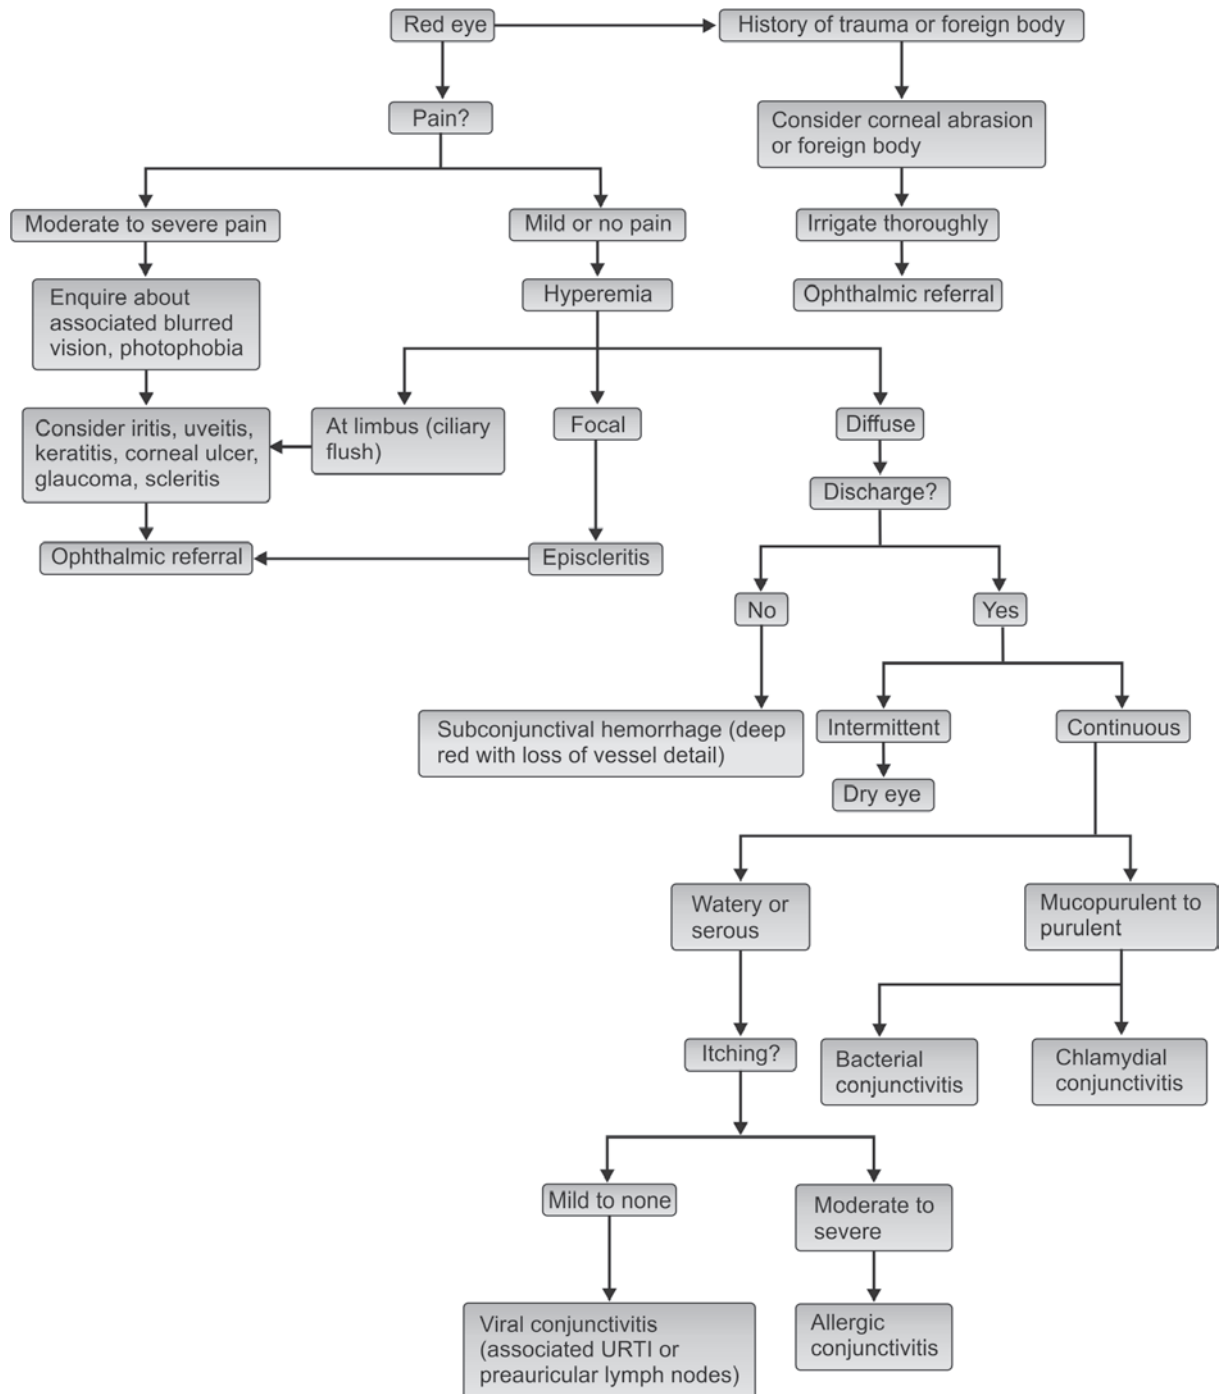 Red eye
History of trauma or foreign body
Pain?
Consider corneal abrasion
or foreign body
Moderate to severe pain
Mild or no pain
Irrigate thoroughly
Enquire about
associated blurred
vision, photophobia
Hyperemia
Ophthalmic referral
Consider iritis, uveitis,
keratitis, corneal ulcer,
glaucoma, scleritis
At limbus (ciliary
flush)
Focal
Diffuse
Discharge?
Ophthalmic referral
Episcleritis
No
Yes
Subconjunctival hemorrhage (deep
red with loss of vessel detail)
Intermittent
Continuous
Dry eye
Watery or
serous
Mucopurulent to
purulent
Itching?
Bacterial
conjunctivitis
Chlamydial
conjunctivitis
Mild to none
Moderate to
severe
Viral conjunctivitis
(associated URTI or
preauricular lymph nodes)
Allergic
conjunctivitis